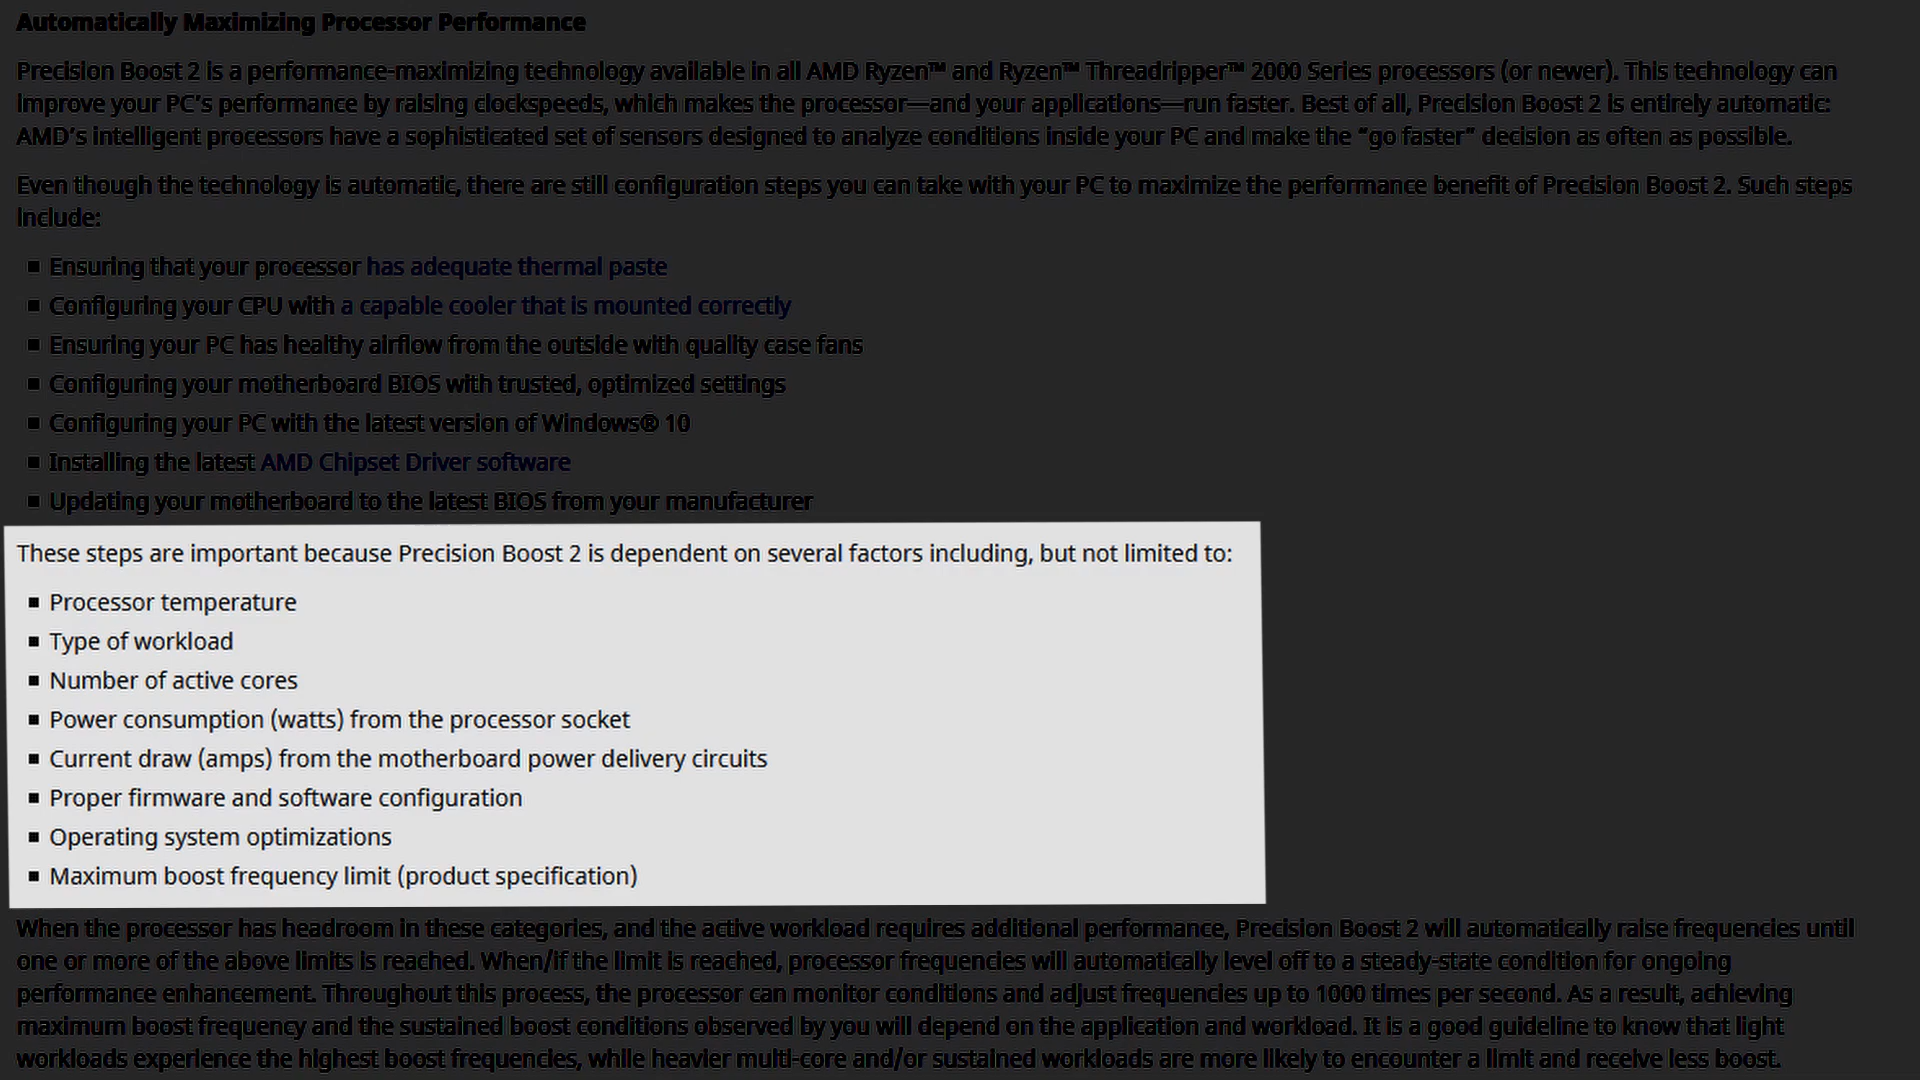 Automatically Maximizing Processor Performance
Precision Boost 2 is a performance-maximizing technology available in all AMD Ryzen™ and Ryzen™ Threadripper™ 2000 Series processors (or newer). This technology can
improve your PC's performance by raising clockspeeds, which makes the processor—and your applications—run faster. Best of all, Precision Boost 2 is entirely automatic:
AMD's intelligent processors have a sophisticated set of sensors designed to analyze conditions inside your PC and make the “go faster” decision as often as possible.
Even though the technology is automatic, there are still configuration steps you can take with your PC to maximize the performance benefit of Precision Boost 2. Such steps
include:
■ Ensuring that your processor has adequate thermal paste
■ Configuring your CPU with a capable cooler that is mounted correctly
■ Ensuring your PC has healthy airflow from the outside with quality case fans
■ Configuring your motherboard BIOS with trusted, optimized settings
■ Configuring your PC with the latest version of Windows® 10
■ Installing the latest AMD Chipset Driver software
■ Updating your motherboard to the latest BIOS from your manufacturer
These steps are important because Precision Boost 2 is dependent on several factors including, but not limited to:
■ Processor temperature
■ Type of workload
■ Number of active cores
■ Power consumption (watts) from the processor socket
■ Current draw (amps) from the motherboard power delivery circuits
■ Proper firmware and software configuration
■ Operating system optimizations
■ Maximum boost frequency limit (product specification)
When the processor has headroom in these categories, and the active workload requires additional performance, Precision Boost 2 will automatically raise frequencies until
one or more of the above limits is reached. When/if the limit is reached, processor frequencies will automatically level off to a steady-state condition for ongoing
performance enhancement. Throughout this process, the processor can monitor conditions and adjust frequencies up to 1000 times per second. As a result, achieving
maximum boost frequency and the sustained boost conditions observed by you will depend on the application and workload. It is a good guideline to know that light
workloads experience the highest boost frequencies, while heavier multi-core and/or sustained workloads are more likely to encounter a limit and receive less boost.